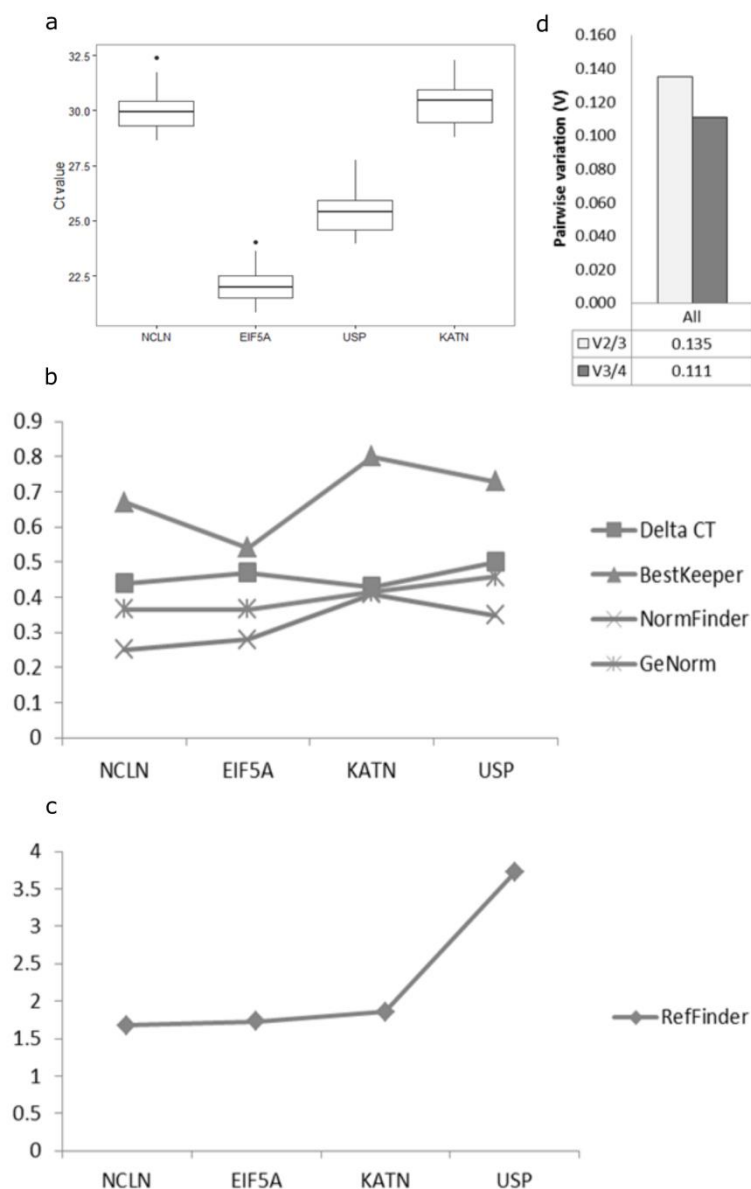 a
32.5
30.0
27.5
25.0
22.5
Ct value
NCLN EIF5A USP KATN
d
0.160
0.140
0.120
0.100
0.080
0.060
0.040
0.020
0.000
Pairwise variation (V)
All
V2/3 0.135
V3/4 0.111
b
0.9
0.8
0.7
0.6
0.5
0.4
0.3
0.2
0.1
0
NCLN EIF5A KATN USP
Delta CT
BestKeeper
NormFinder
GeNorm
c
4
3.5
3
2.5
2
1.5
1
0.5
0
NCLN EIF5A KATN USP
RefFinder